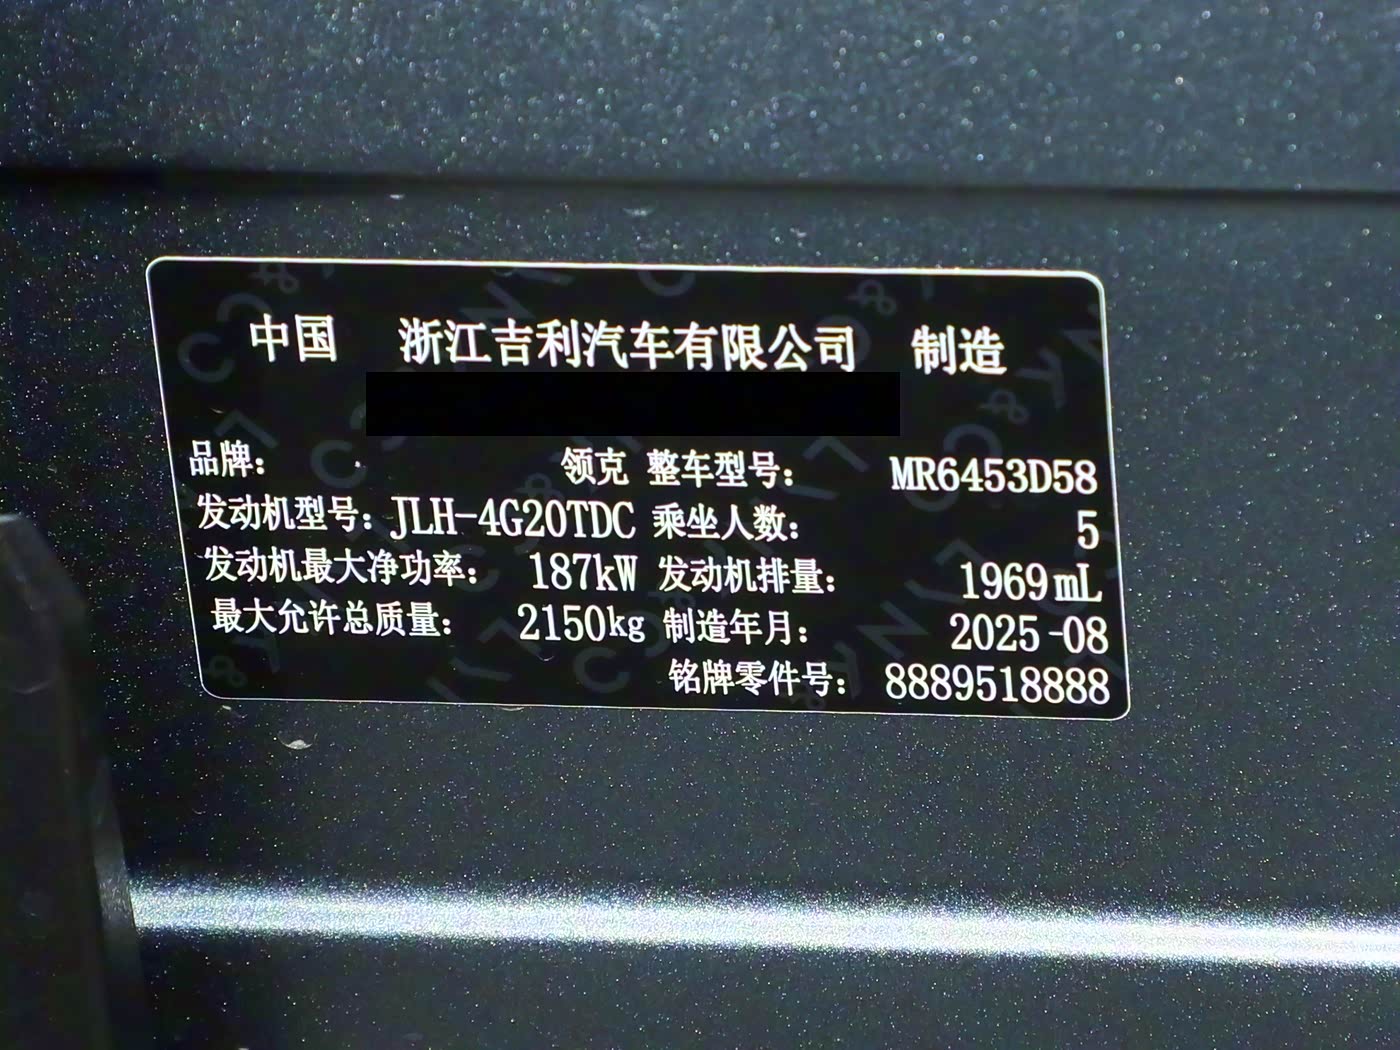 中国 浙江吉利汽车有限公司 制造
品牌： 领克 整车型号： MR6453D58
发动机型号：JLH-4G20TDC 乘坐人数： 5
发动机最大净功率： 187kW 发动机排量： 1969mL
最大允许总质量： 2150kg 制造年月： 2025-08
铭牌零件号： 8889518888